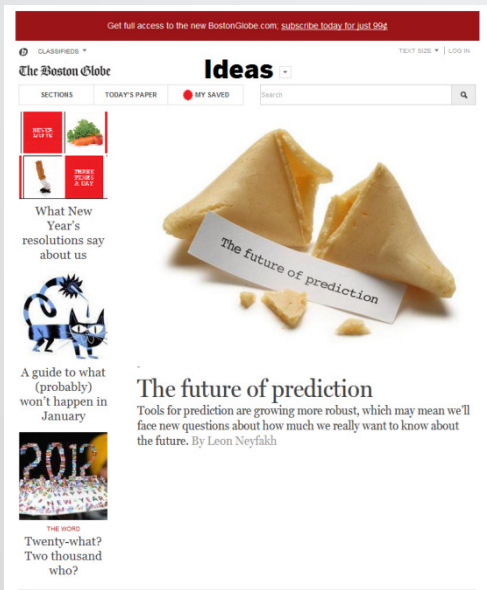 Get full access to the new BostonGlobe.com; subscribe today for just 99¢
b CLASSIFIEDS
TEXT SIZE | LOG IN
The Boston Globe
Ideas
SECTIONS TODAY'S PAPER MY SAVED Search
NEVER
What New
Year's
resolutions say
about us
The future of prediction
A guide to what
(probably)
won't happen in
January
The future of prediction
Tools for prediction are growing more robust, which may mean we'll
face new questions about how much we really want to know about
the future. By Leon Neyfakh
2012
THE WORD
Twenty-what?
Two thousand
who?